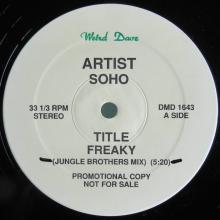 Weird Dave
ARTIST
SOHO
33 1/3 RPM
STEREO
DMD 1643
A SIDE
TITLE
FREAKY
(JUNGLE BROTHERS MIX) (5:20)
PROMOTIONAL COPY
NOT FOR SALE